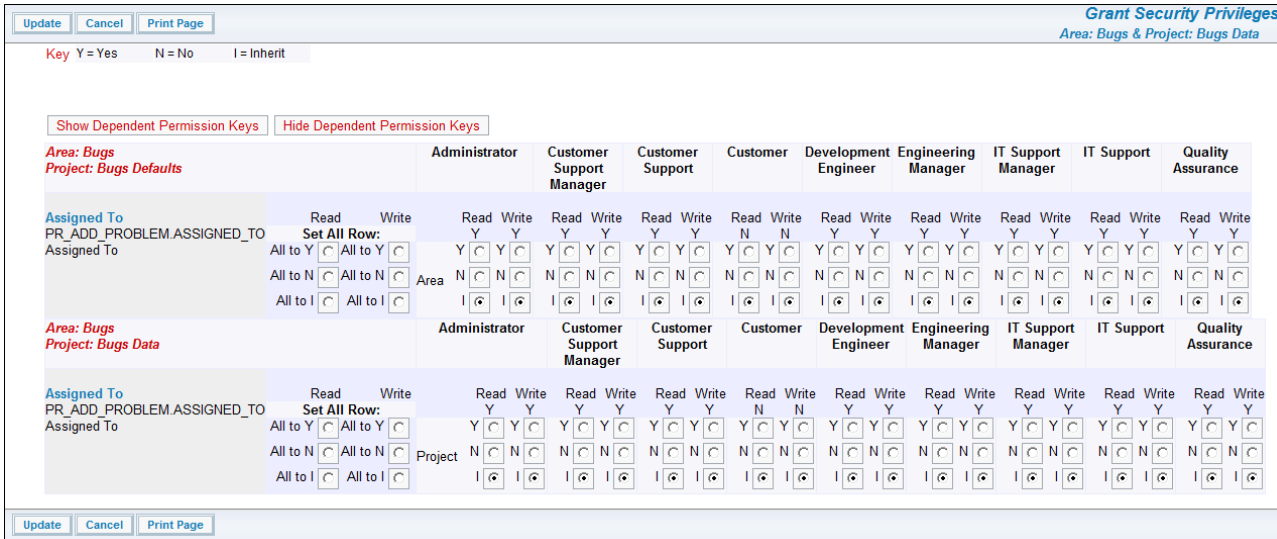 Update Cancel Print Page Grant Security Privileges
Area: Bugs & Project: Bugs Data
Key Y = Yes N = No I = Inherit
Show Dependent Permission Keys Hide Dependent Permission Keys
Area: Bugs Administrator Customer Customer Customer Development Engineering IT Support IT Support Quality
Project: Bugs Defaults Support Support Engineer Manager Manager Assurance
Manager
Assigned To Read Write Read Write Read Write Read Write Read Write Read Write Read Write Read Write Read Write Read Write
PR_ADD_PROBLEM.ASSIGNED_TO Set All Row: Y Y Y Y Y Y N N Y Y Y Y Y Y Y Y Y Y
Assigned To All to Y All to Y Y Y Y Y Y Y Y Y Y Y Y Y Y Y Y Y Y Y
All to N All to N Area N N N N N N N N N N N N N N N N N N
All to I All to I I I I I I I I I I I I I I I I I I I
Area: Bugs Administrator Customer Customer Customer Development Engineering IT Support IT Support Quality
Project: Bugs Data Support Support Engineer Manager Manager Assurance
Manager
Assigned To Read Write Read Write Read Write Read Write Read Write Read Write Read Write Read Write Read Write Read Write
PR_ADD_PROBLEM.ASSIGNED_TO Set All Row: Y Y Y Y Y Y N N Y Y Y Y Y Y Y Y Y Y
Assigned To All to Y All to Y Y Y Y Y Y Y Y Y Y Y Y Y Y Y Y Y Y Y
All to N All to N Project N N N N N N N N N N N N N N N N N N
All to I All to I I I I I I I I I I I I I I I I I I I
Update Cancel Print Page